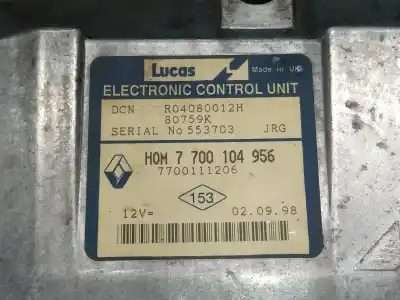 Lucas Made in UK
ELECTRONIC CONTROL UNIT
DCN R04080012H
80759K
SERIAL No 553703 JRG
HOM 7 700 104 956
7700111206
153
12V= 02.09.98